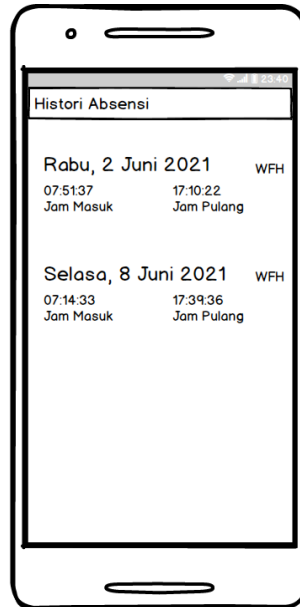 23:40
Histori Absensi
Rabu, 2 Juni 2021 WFH
07:51:37 17:10:22
Jam Masuk Jam Pulang
Selasa, 8 Juni 2021 WFH
07:14:33 17:39:36
Jam Masuk Jam Pulang